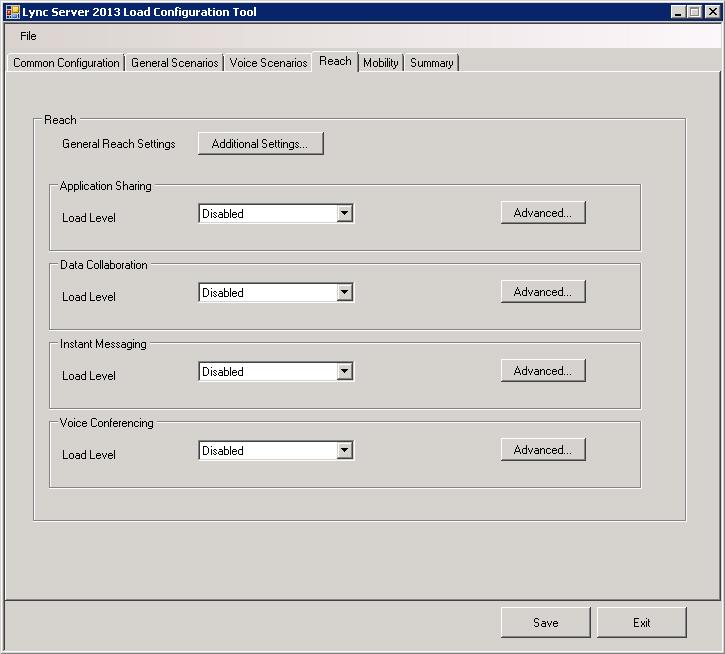 Lync Server 2013 Load Configuration Tool
File
Common Configuration General Scenarios Voice Scenarios Reach Mobility Summary
Reach
General Reach Settings Additional Settings...
Application Sharing
Load Level Disabled Advanced...
Data Collaboration
Load Level Disabled Advanced...
Instant Messaging
Load Level Disabled Advanced...
Voice Conferencing
Load Level Disabled Advanced...
Save Exit